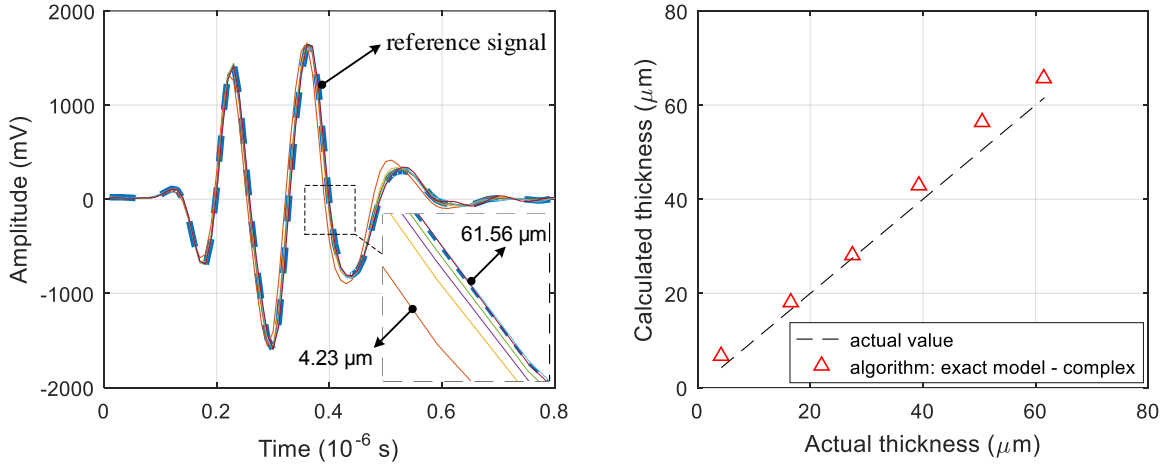 2000
1000
0
-1000
-2000
Amplitude (mV)
0
0.2
0.4
0.6
0.8
Time (10⁻⁶ s)
reference signal
61.56 µm
4.23 µm
80
60
40
20
0
Calculated thickness (μm)
0
20
40
60
80
Actual thickness (μm)
actual value
algorithm: exact model - complex